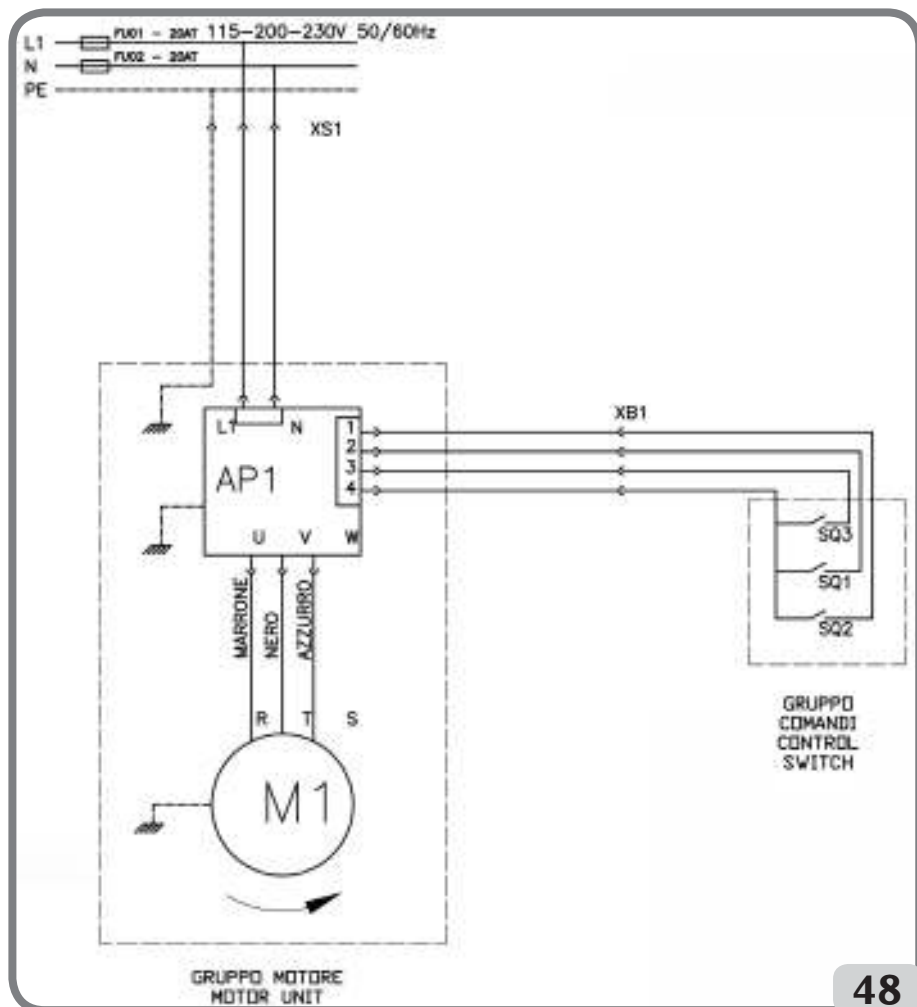 L1 FU01 - 20AT 115-200-230V 50/60Hz
N FU02 - 20AT
PE
XS1
XB1
L1 N 1
2
3
4
AP1
U V W
SQ3
SQ1
SQ2
MARRONE
NERO
AZZURRO
R T S
M1
GRUPPO
COMANDI
CONTROL
SWITCH
GRUPPO MOTORE
MOTOR UNIT
48